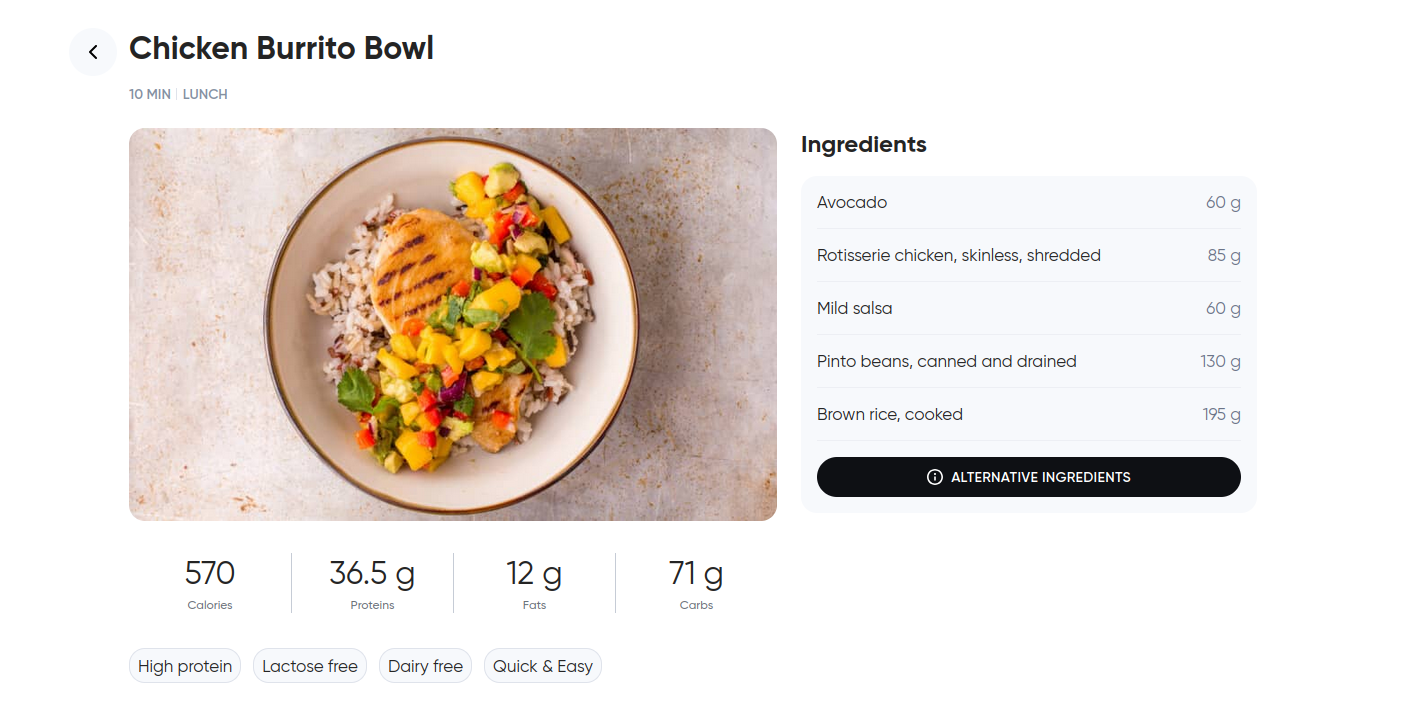 Chicken Burrito Bowl
10 MIN | LUNCH
Ingredients
Avocado 60 g
Rotisserie chicken, skinless, shredded 85 g
Mild salsa 60 g
Pinto beans, canned and drained 130 g
Brown rice, cooked 195 g
ALTERNATIVE INGREDIENTS
570 36.5 g 12 g 71 g
Calories Proteins Fats Carbs
High protein Lactose free Dairy free Quick & Easy